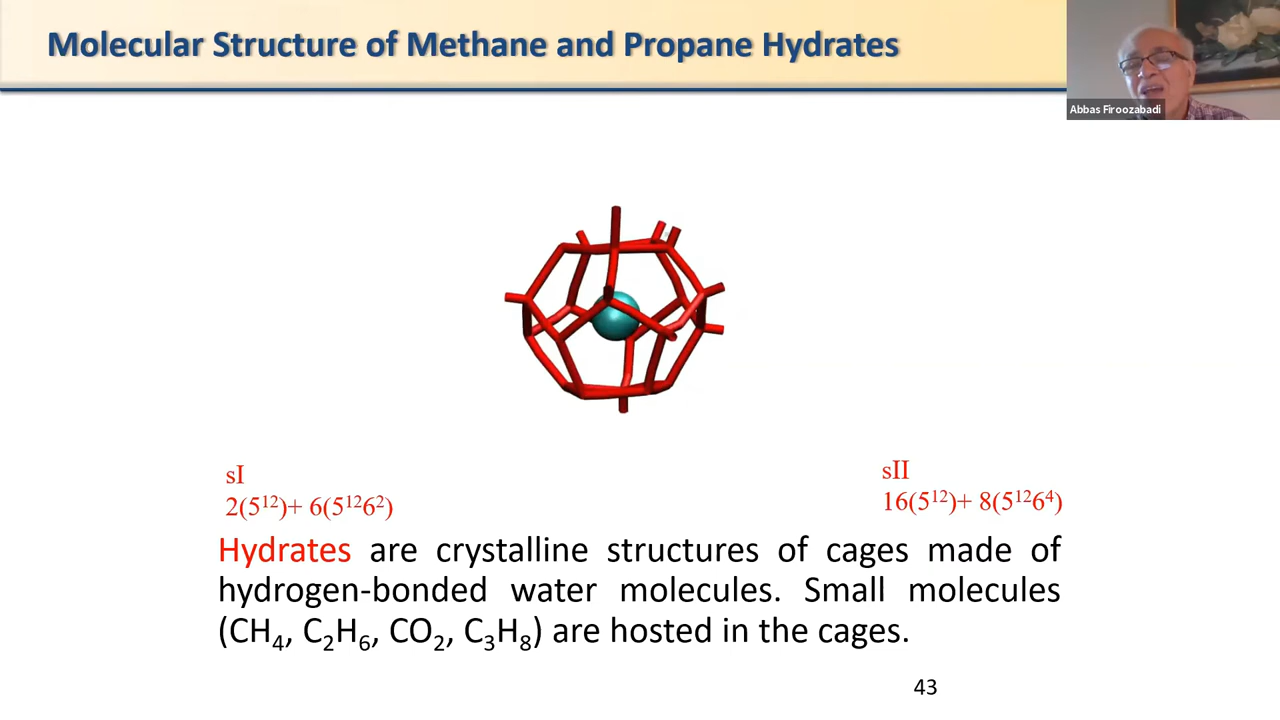 Molecular Structure of Methane and Propane Hydrates
Abbas Firoozabadi
sI
2(5¹²)+ 6(5¹²6²)
sII
16(5¹²)+ 8(5¹²6⁴)
Hydrates are crystalline structures of cages made of
hydrogen-bonded water molecules. Small molecules
(CH₄, C₂H₆, CO₂, C₃H₈) are hosted in the cages.
43